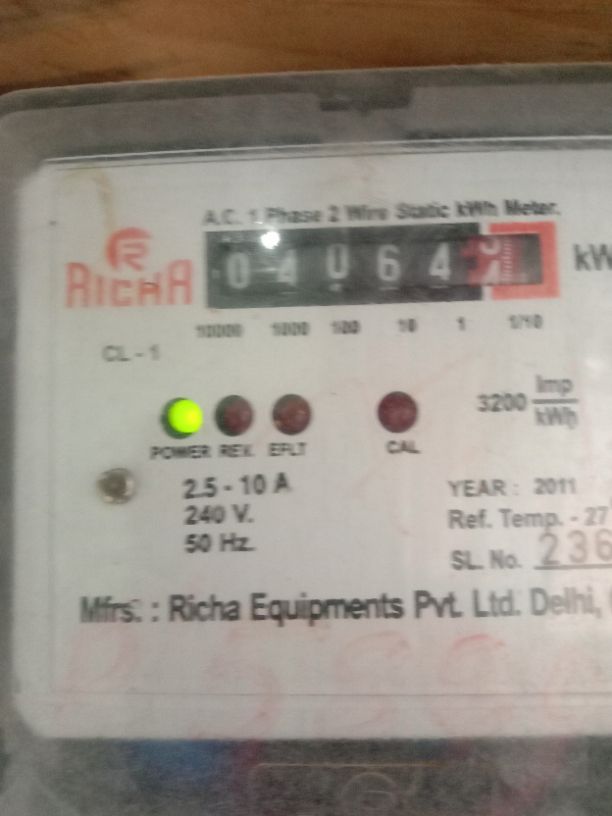 A.C. 1 Phase 2 Wire Static kWh Meter.
RICHA
0 4 0 6 4
kW
10000 1000 100 10 1 1/10
CL - 1
3200 Imp
kWh
POWER REV. EFLT CAL
2.5 - 10 A
240 V.
50 Hz.
YEAR : 2011
Ref. Temp. - 27
SL. No. 236
Mfrs. : Richa Equipments Pvt. Ltd. Delhi,